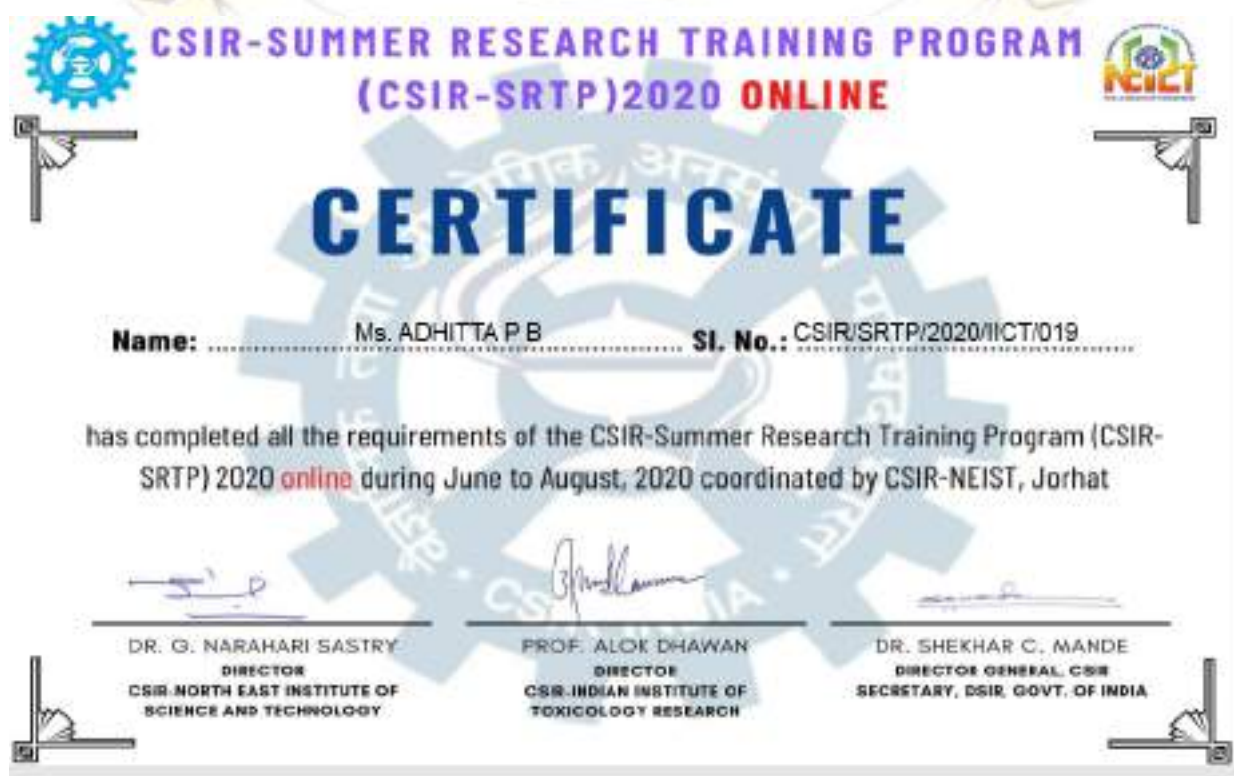 CSIR-SUMMER RESEARCH TRAINING PROGRAM
(CSIR-SRTP)2020 ONLINE
NEICT
CERTIFICATE
Name: Ms. ADHITTA P B Sl. No.: CSIR/SRTP/2020/IICT/019
has completed all the requirements of the CSIR-Summer Research Training Program (CSIR-
SRTP) 2020 online during June to August, 2020 coordinated by CSIR-NEIST, Jorhat
DR. G. NARAHARI SASTRY
DIRECTOR
CSIR-NORTH EAST INSTITUTE OF
SCIENCE AND TECHNOLOGY
PROF. ALOK DHAWAN
DIRECTOR
CSIR-INDIAN INSTITUTE OF
TOXICOLOGY RESEARCH
DR. SHEKHAR C. MANDE
DIRECTOR GENERAL, CSIR
SECRETARY, DSIR, GOVT. OF INDIA